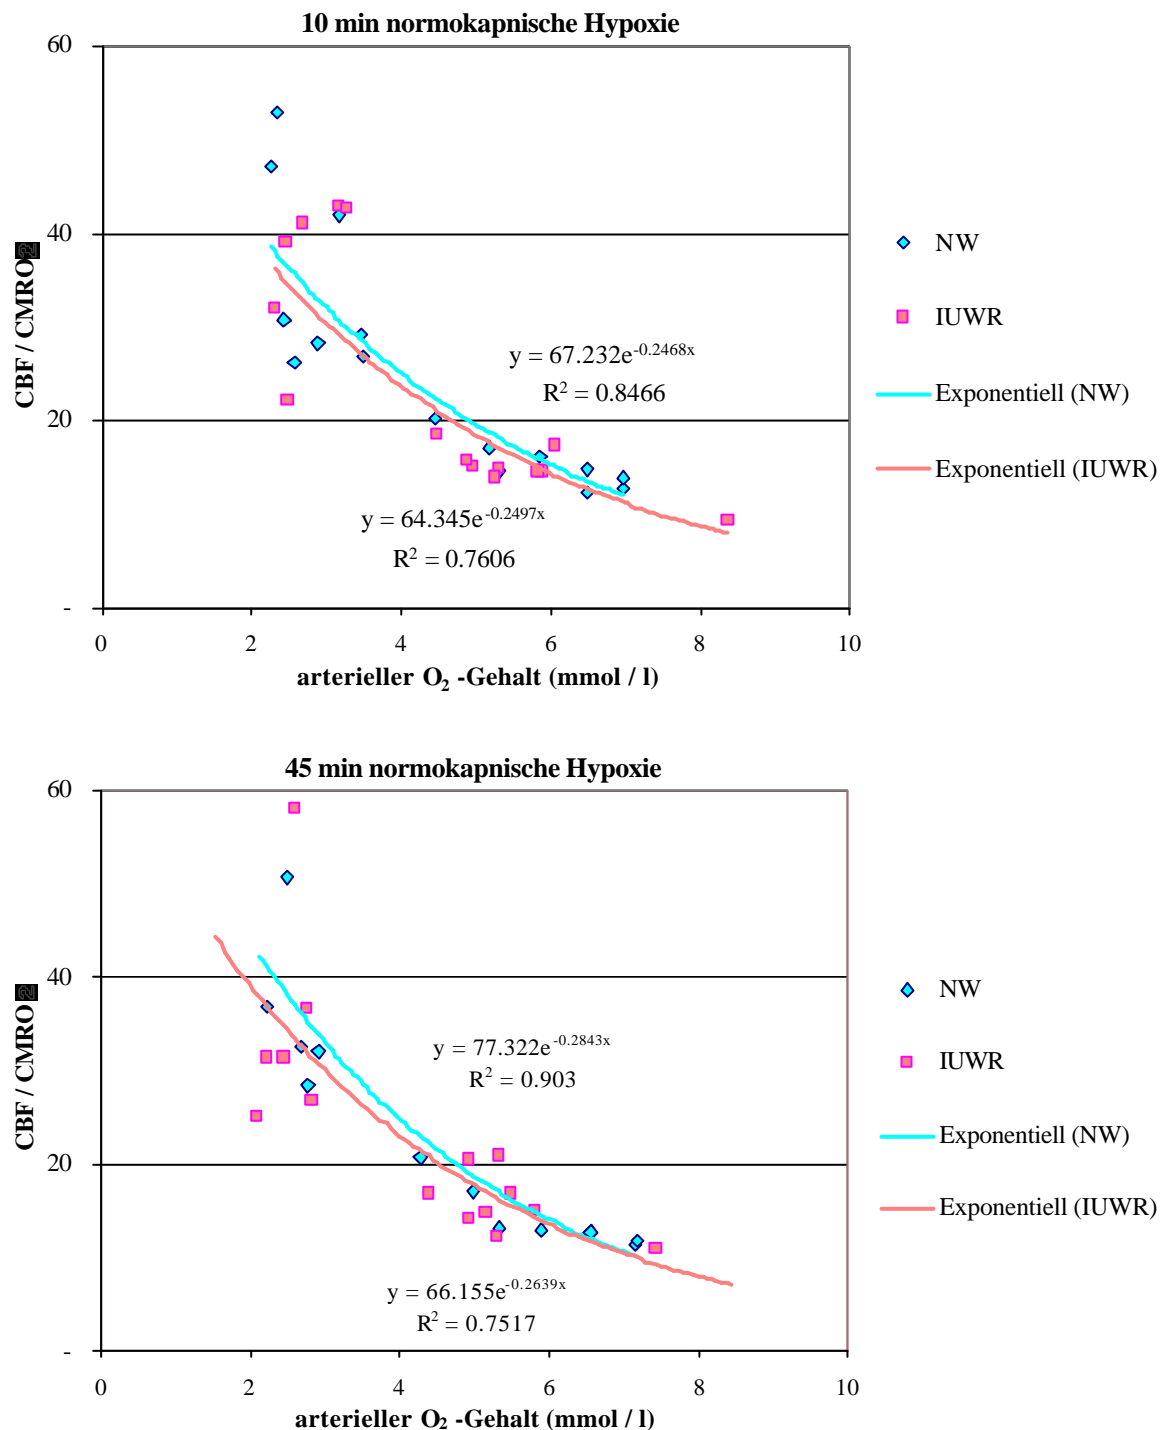 10 min normokapnische Hypoxie
60
40
20
-
CBF / CMRO2
0 2 4 6 8 10
arterieller O₂ -Gehalt (mmol / l)
y = 67.232e^-0.2468x
R² = 0.8466
y = 64.345e^-0.2497x
R² = 0.7606
NW
IUWR
Exponentiell (NW)
Exponentiell (IUWR)
45 min normokapnische Hypoxie
60
40
20
-
CBF / CMRO2
0 2 4 6 8 10
arterieller O₂ -Gehalt (mmol / l)
y = 77.322e^-0.2843x
R² = 0.903
y = 66.155e^-0.2639x
R² = 0.7517
NW
IUWR
Exponentiell (NW)
Exponentiell (IUWR)